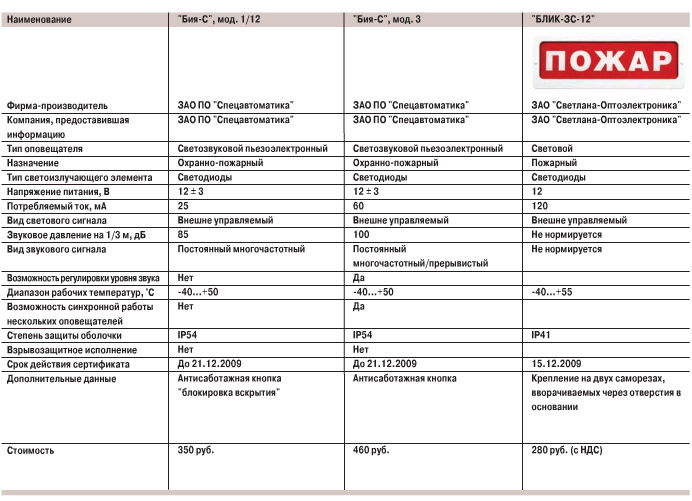 Наименование "Бия-С", мод. 1/12 "Бия-С", мод. 3 "БЛИК-ЗС-12"
ПОЖАР
Фирма-производитель ЗАО ПО "Спецавтоматика" ЗАО ПО "Спецавтоматика" ЗАО "Светлана-Оптоэлектроника"
Компания, предоставившая ЗАО ПО "Спецавтоматика" ЗАО ПО "Спецавтоматика" ЗАО "Светлана-Оптоэлектроника"
информацию
Тип оповещателя Светозвуковой пьезоэлектронный Светозвуковой пьезоэлектронный Световой
Назначение Охранно-пожарный Охранно-пожарный Пожарный
Тип светоизлучающего элемента Светодиоды Светодиоды Светодиоды
Напряжение питания, В 12 ± 3 12 ± 3 12
Потребляемый ток, мА 25 60 120
Вид светового сигнала Внешне управляемый Внешне управляемый Внешне управляемый
Звуковое давление на 1/3 м, дБ 85 100 Не нормируется
Вид звукового сигнала Постоянный многочастотный Постоянный Не нормируется
многочастотный/прерывистый
Возможность регулировки уровня звука Нет Да
Диапазон рабочих температур, °С -40...+50 -40...+50 -40...+55
Возможность синхронной работы Нет Да
нескольких оповещателей
Степень защиты оболочки IP54 IP54 IP41
Взрывозащитное исполнение Нет Нет
Срок действия сертификата До 21.12.2009 До 21.12.2009 15.12.2009
Дополнительные данные Антисаботажная кнопка Антисаботажная кнопка Крепление на двух саморезах,
"блокировка вскрытия" вворачиваемых через отверстия в
основании
Стоимость 350 руб. 460 руб. 280 руб. (с НДС)